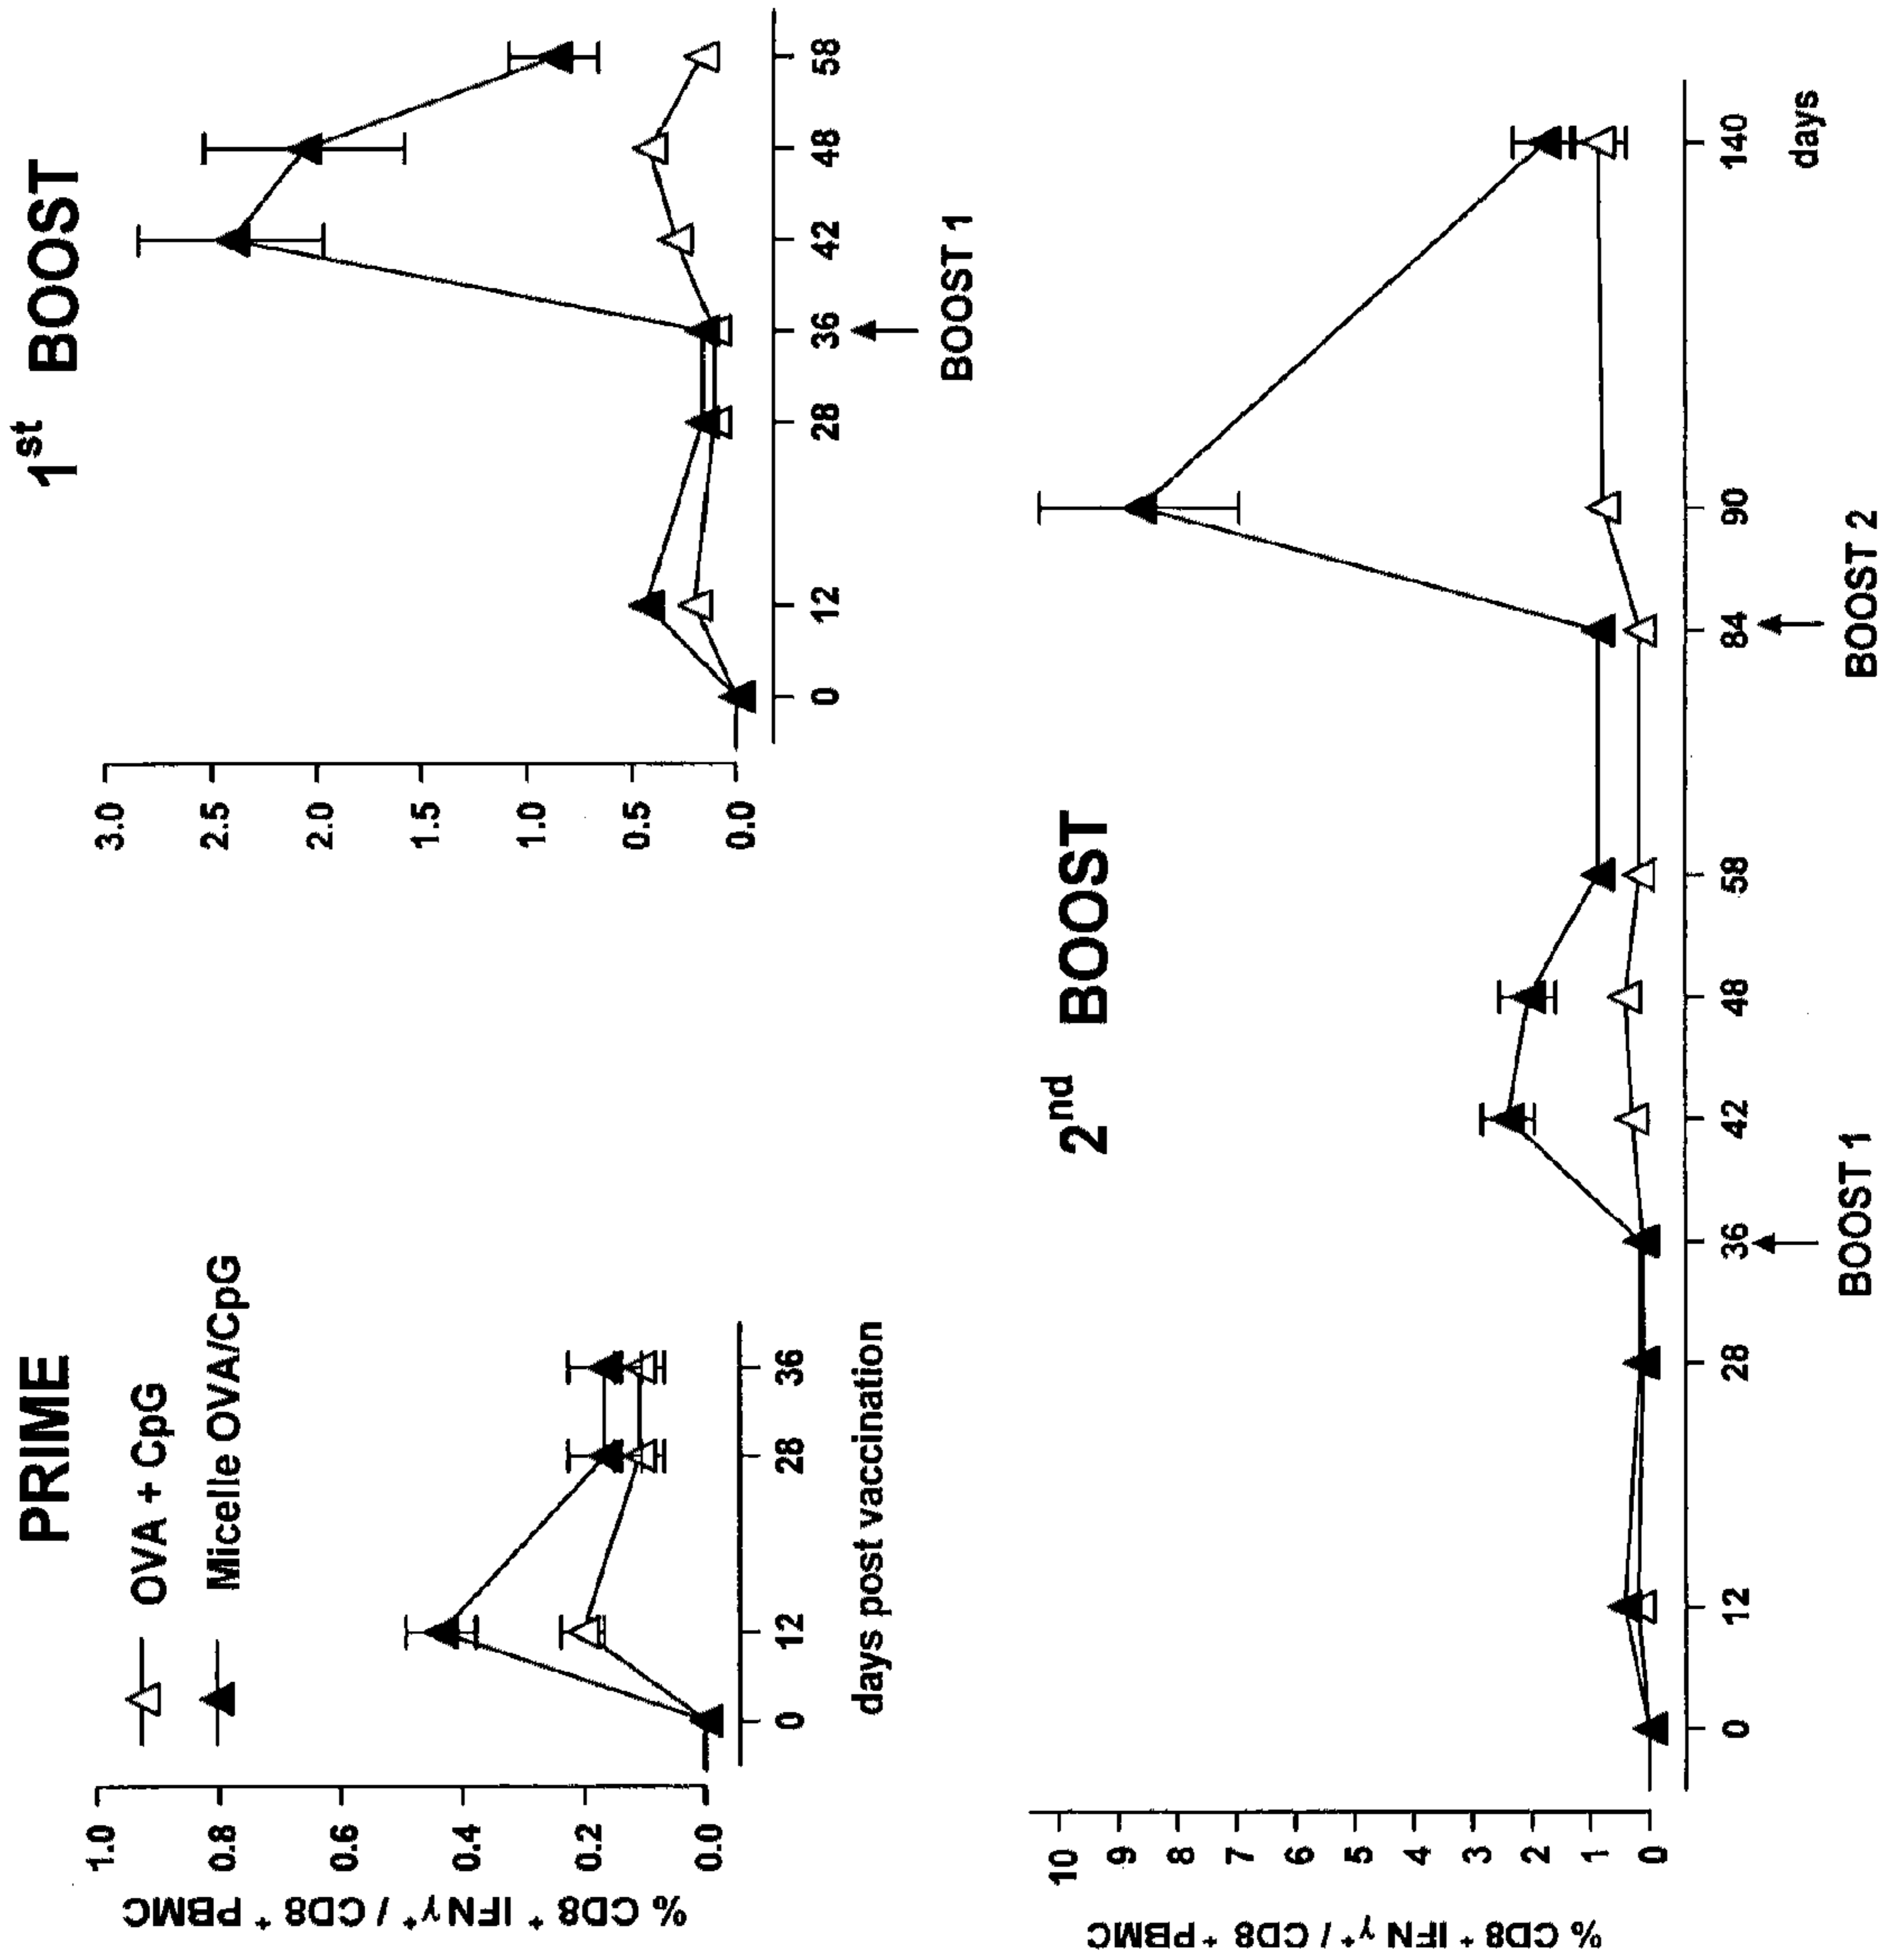 PRIME
OVA + CpG
Micelle OVA/CpG
% CD8 + IFN γ+ / CD8 + PBMC
1.0
0.8
0.6
0.4
0.2
0.0
0 12 28 36
days post vaccination
1st BOOST
3.0
2.5
2.0
1.5
1.0
0.5
0.0
0 12 28 36 42 48 58
BOOST 1
2nd BOOST
% CD8 + IFN γ+ / CD8 + PBMC
10
9
8
7
6
5
4
3
2
1
0
0 12 28 36 42 48 58 84 90 140
days
BOOST 1 BOOST 2